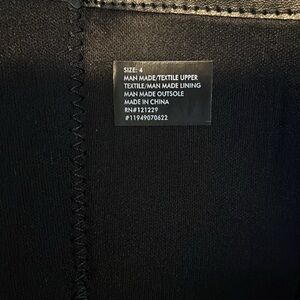 SIZE: 4
MAN MADE/TEXTILE UPPER
TEXTILE/MAN MADE LINING
MAN MADE OUTSOLE
MADE IN CHINA
RN#121229
#11949070622